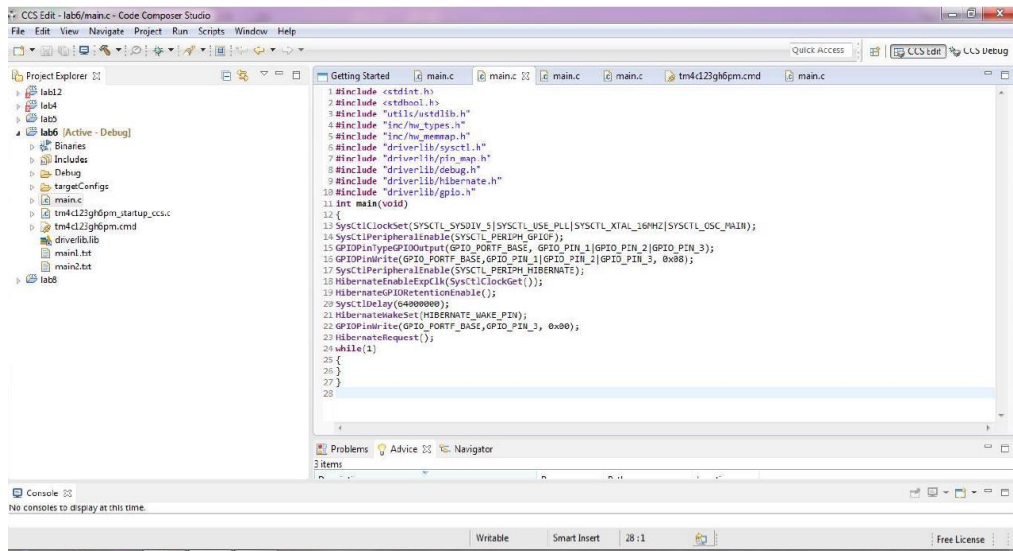 CCS Edit - lab6/main.c - Code Composer Studio
File Edit View Navigate Project Run Scripts Window Help
Quick Access CCS Edit CCS Debug
Project Explorer
lab12
lab4
lab5
lab6 [Active - Debug]
Binaries
Includes
Debug
targetConfigs
main.c
tm4c123gh6pm_startup_ccs.c
tm4c123gh6pm.cmd
driverlib.lib
main1.txt
main2.txt
lab8
Getting Started main.c main.c main.c main.c tm4c123gh6pm.cmd main.c
1 #include <stdint.h>
2 #include <stdbool.h>
3 #include "utils/ustdlib.h"
4 #include "inc/hw_types.h"
5 #include "inc/hw_memmap.h"
6 #include "driverlib/sysctl.h"
7 #include "driverlib/pin_map.h"
8 #include "driverlib/debug.h"
9 #include "driverlib/hibernate.h"
10 #include "driverlib/gpio.h"
11 int main(void)
12 {
13 SysCtlClockSet(SYSCTL_SYSDIV_5|SYSCTL_USE_PLL|SYSCTL_XTAL_16MHZ|SYSCTL_OSC_MAIN);
14 SysCtlPeripheralEnable(SYSCTL_PERIPH_GPIOF);
15 GPIOPinTypeGPIOOutput(GPIO_PORTF_BASE, GPIO_PIN_1|GPIO_PIN_2|GPIO_PIN_3);
16 GPIOPinWrite(GPIO_PORTF_BASE,GPIO_PIN_1|GPIO_PIN_2|GPIO_PIN_3, 0x08);
17 SysCtlPeripheralEnable(SYSCTL_PERIPH_HIBERNATE);
18 HibernateEnableExpClk(SysCtlClockGet());
19 HibernateGPIORetentionEnable();
20 SysCtlDelay(64000000);
21 HibernateWakeSet(HIBERNATE_WAKE_PIN);
22 GPIOPinWrite(GPIO_PORTF_BASE,GPIO_PIN_3, 0x00);
23 HibernateRequest();
24 while(1)
25 {
26 }
27 }
28
Problems Advice Navigator
3 items
Console
No consoles to display at this time.
Writable Smart Insert 28 : 1 Free License